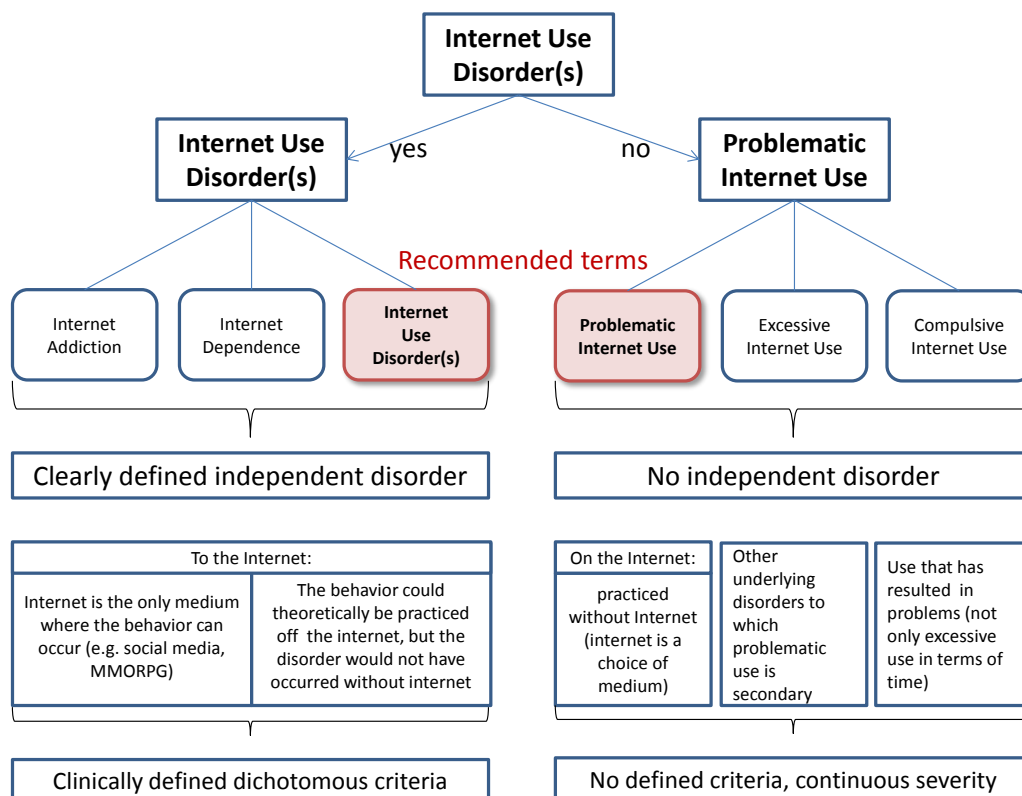 Internet Use
Disorder(s)
Internet Use
Disorder(s)
yes
no
Problematic
Internet Use
Recommended terms
Internet
Addiction
Internet
Dependence
Internet
Use
Disorder(s)
Problematic
Internet Use
Excessive
Internet Use
Compulsive
Internet Use
Clearly defined independent disorder
No independent disorder
To the Internet:
Internet is the only medium
where the behavior can
occur (e.g. social media,
MMORPG)
The behavior could
theoretically be practiced
off the internet, but the
disorder would not have
occurred without internet
On the Internet:
practiced
without Internet
(internet is a
choice of
medium)
Other
underlying
disorders to
which
problematic
use is
secondary
Use that has
resulted in
problems (not
only excessive
use in terms of
time)
Clinically defined dichotomous criteria
No defined criteria, continuous severity